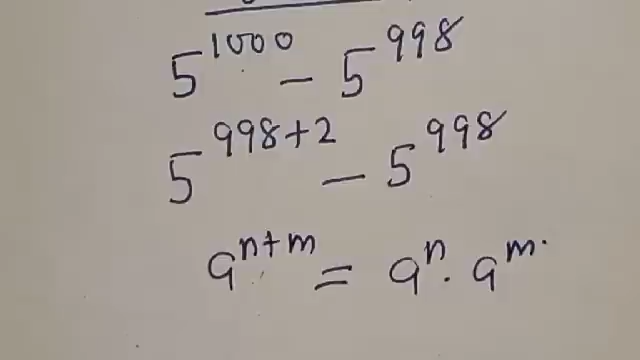 5^1000 - 5^998
5^998+2 - 5^998
a^n+m = a^n . a^m.